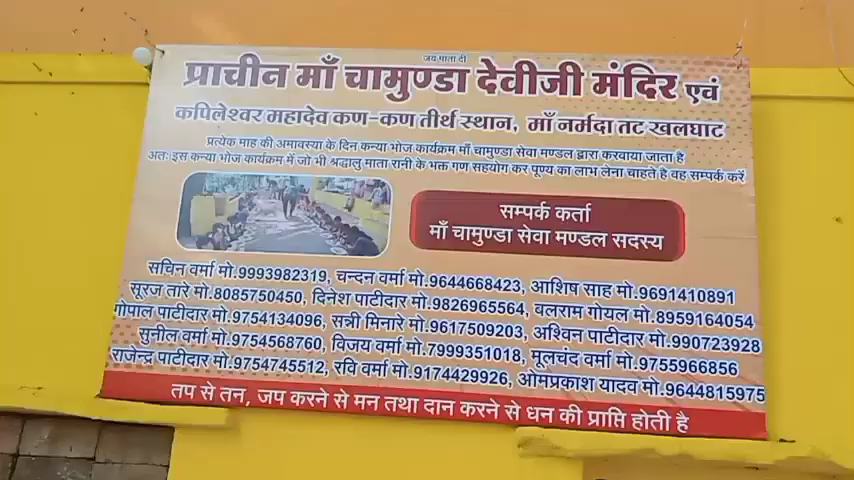 जय माता दी
प्राचीन माँ चामुण्डा देवीजी मंदिर एवं
कपिलेश्वर महादेव कण-कण तीर्थ स्थान, माँ नर्मदा तट खलघाट
प्रत्येक माह की अमावस्या के दिन कन्या भोज कार्यक्रम माँ चामुण्डा सेवा मण्डल द्वारा करवाया जाता है
अतः इस कन्या भोज कार्यक्रम में जो भी श्रद्धालु माता रानी के भक्त गण सहयोग कर पूण्य का लाभ लेना चाहते है वह सम्पर्क करें
सम्पर्क कर्ता
माँ चामुण्डा सेवा मण्डल सदस्य
सचिन वर्मा मो.9993982319, चन्दन वर्मा मो.9644668423, आशिष साह मो.9691410891
सूरज तारे मो.8085750450, दिनेश पाटीदार मो.9826965564, बलराम गोयल मो.8959164054
गोपाल पाटीदार मो.9754134096, सन्नी मिनारे मो.9617509203, अश्विन पाटीदार मो.990723928
सुनील वर्मा मो.9754568760, विजय वर्मा मो.7999351018, मूलचंद वर्मा मो.9755966856
राजेन्द्र पाटीदार मो.9754745512, रवि वर्मा मो.9174429926, ओमप्रकाश यादव मो.9644815975
तप से तन, जप करने से मन तथा दान करने से धन की प्राप्ति होती है